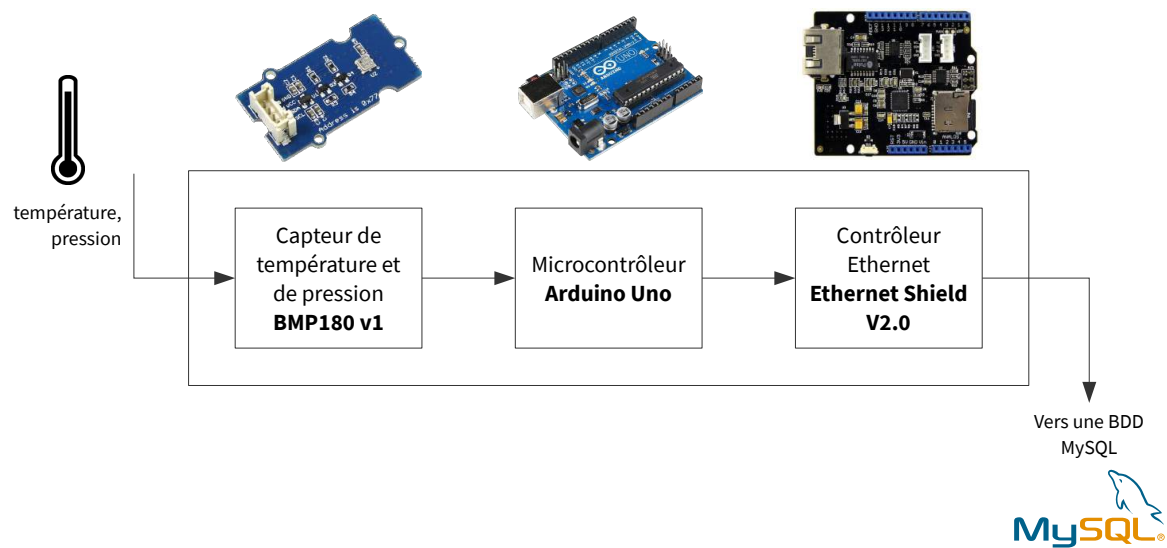 température,
pression
Capteur de
température et
de pression
BMP180 v1
Microcontrôleur
Arduino Uno
Contrôleur
Ethernet
Ethernet Shield
V2.0
Vers une BDD
MySQL
MySQL